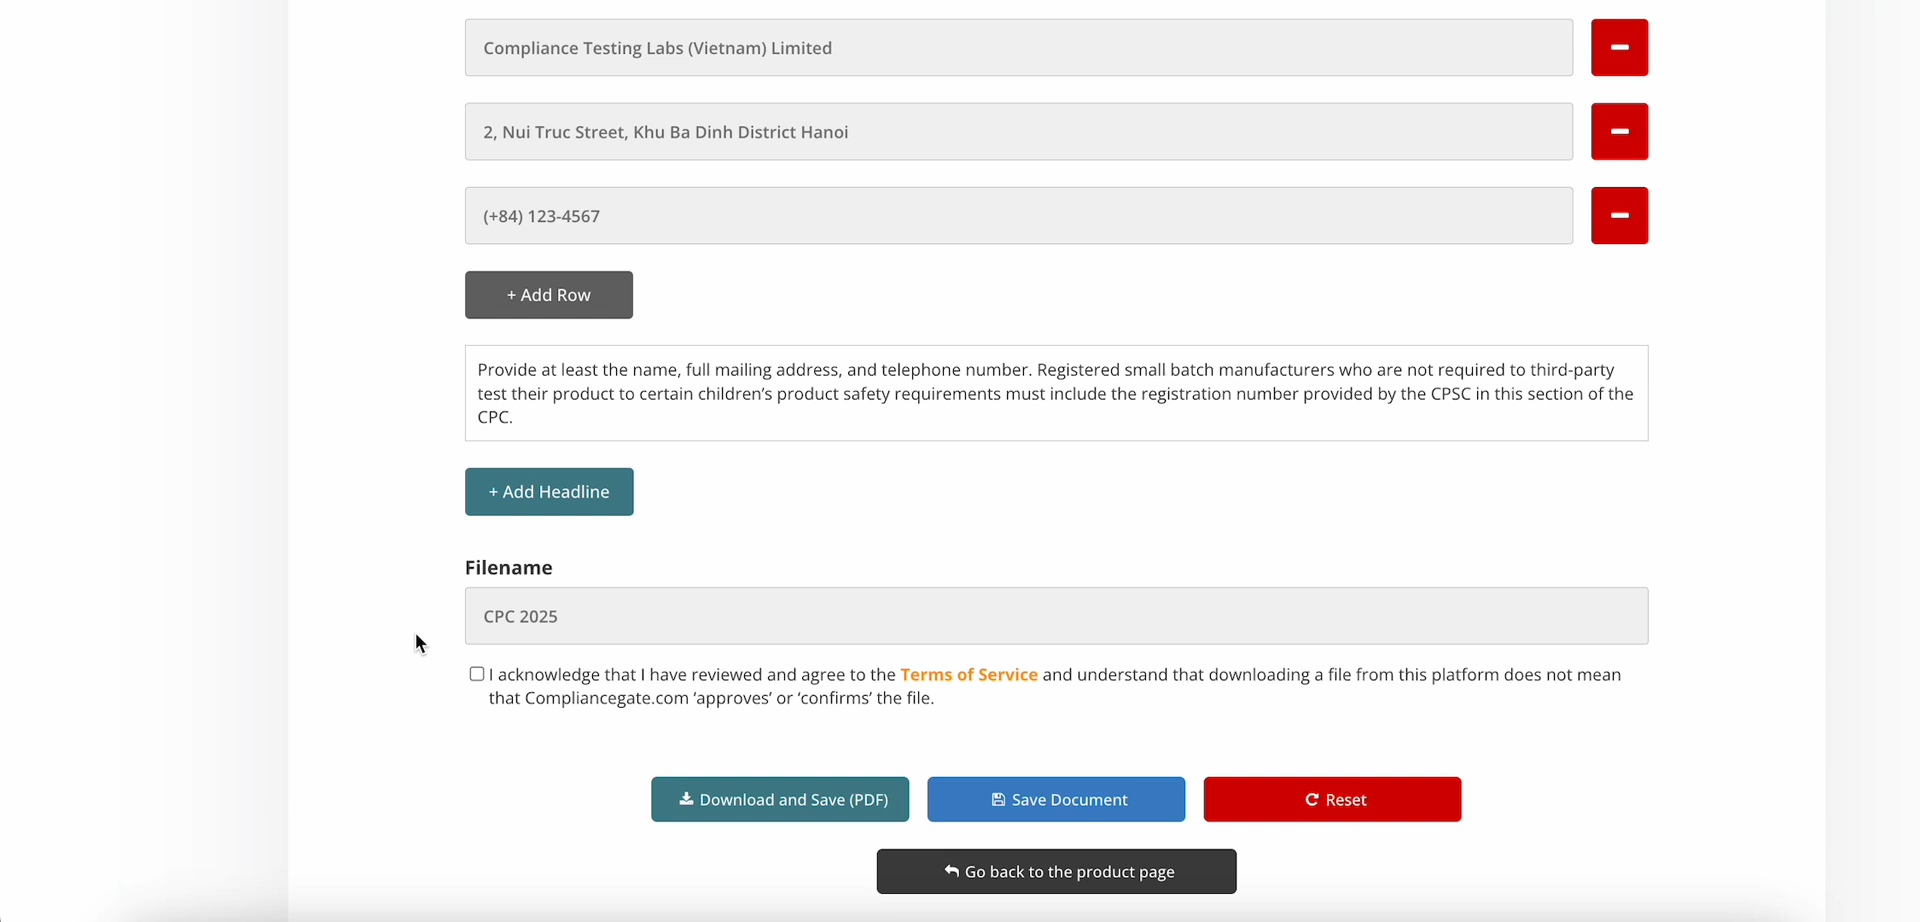 Compliance Testing Labs (Vietnam) Limited
2, Nui Truc Street, Khu Ba Dinh District Hanoi
(+84) 123-4567
+ Add Row
Provide at least the name, full mailing address, and telephone number. Registered small batch manufacturers who are not required to third-party
test their product to certain children’s product safety requirements must include the registration number provided by the CPSC in this section of the
CPC.
+ Add Headline
Filename
CPC 2025
I acknowledge that I have reviewed and agree to the Terms of Service and understand that downloading a file from this platform does not mean
that Compliancegate.com ‘approves’ or ‘confirms’ the file.
Download and Save (PDF)
Save Document
Reset
Go back to the product page